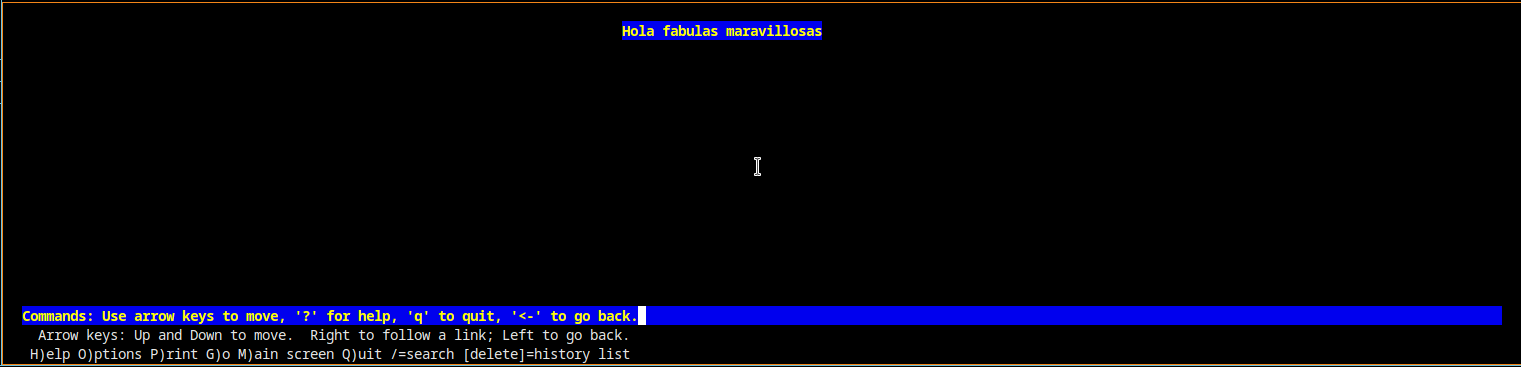 Hola fabulas maravillosas
Commands: Use arrow keys to move, '?' for help, 'q' to quit, '<-' to go back.
Arrow keys: Up and Down to move.  Right to follow a link; Left to go back.
H)elp O)ptions P)rint G)o M)ain screen Q)uit /=search [delete]=history list